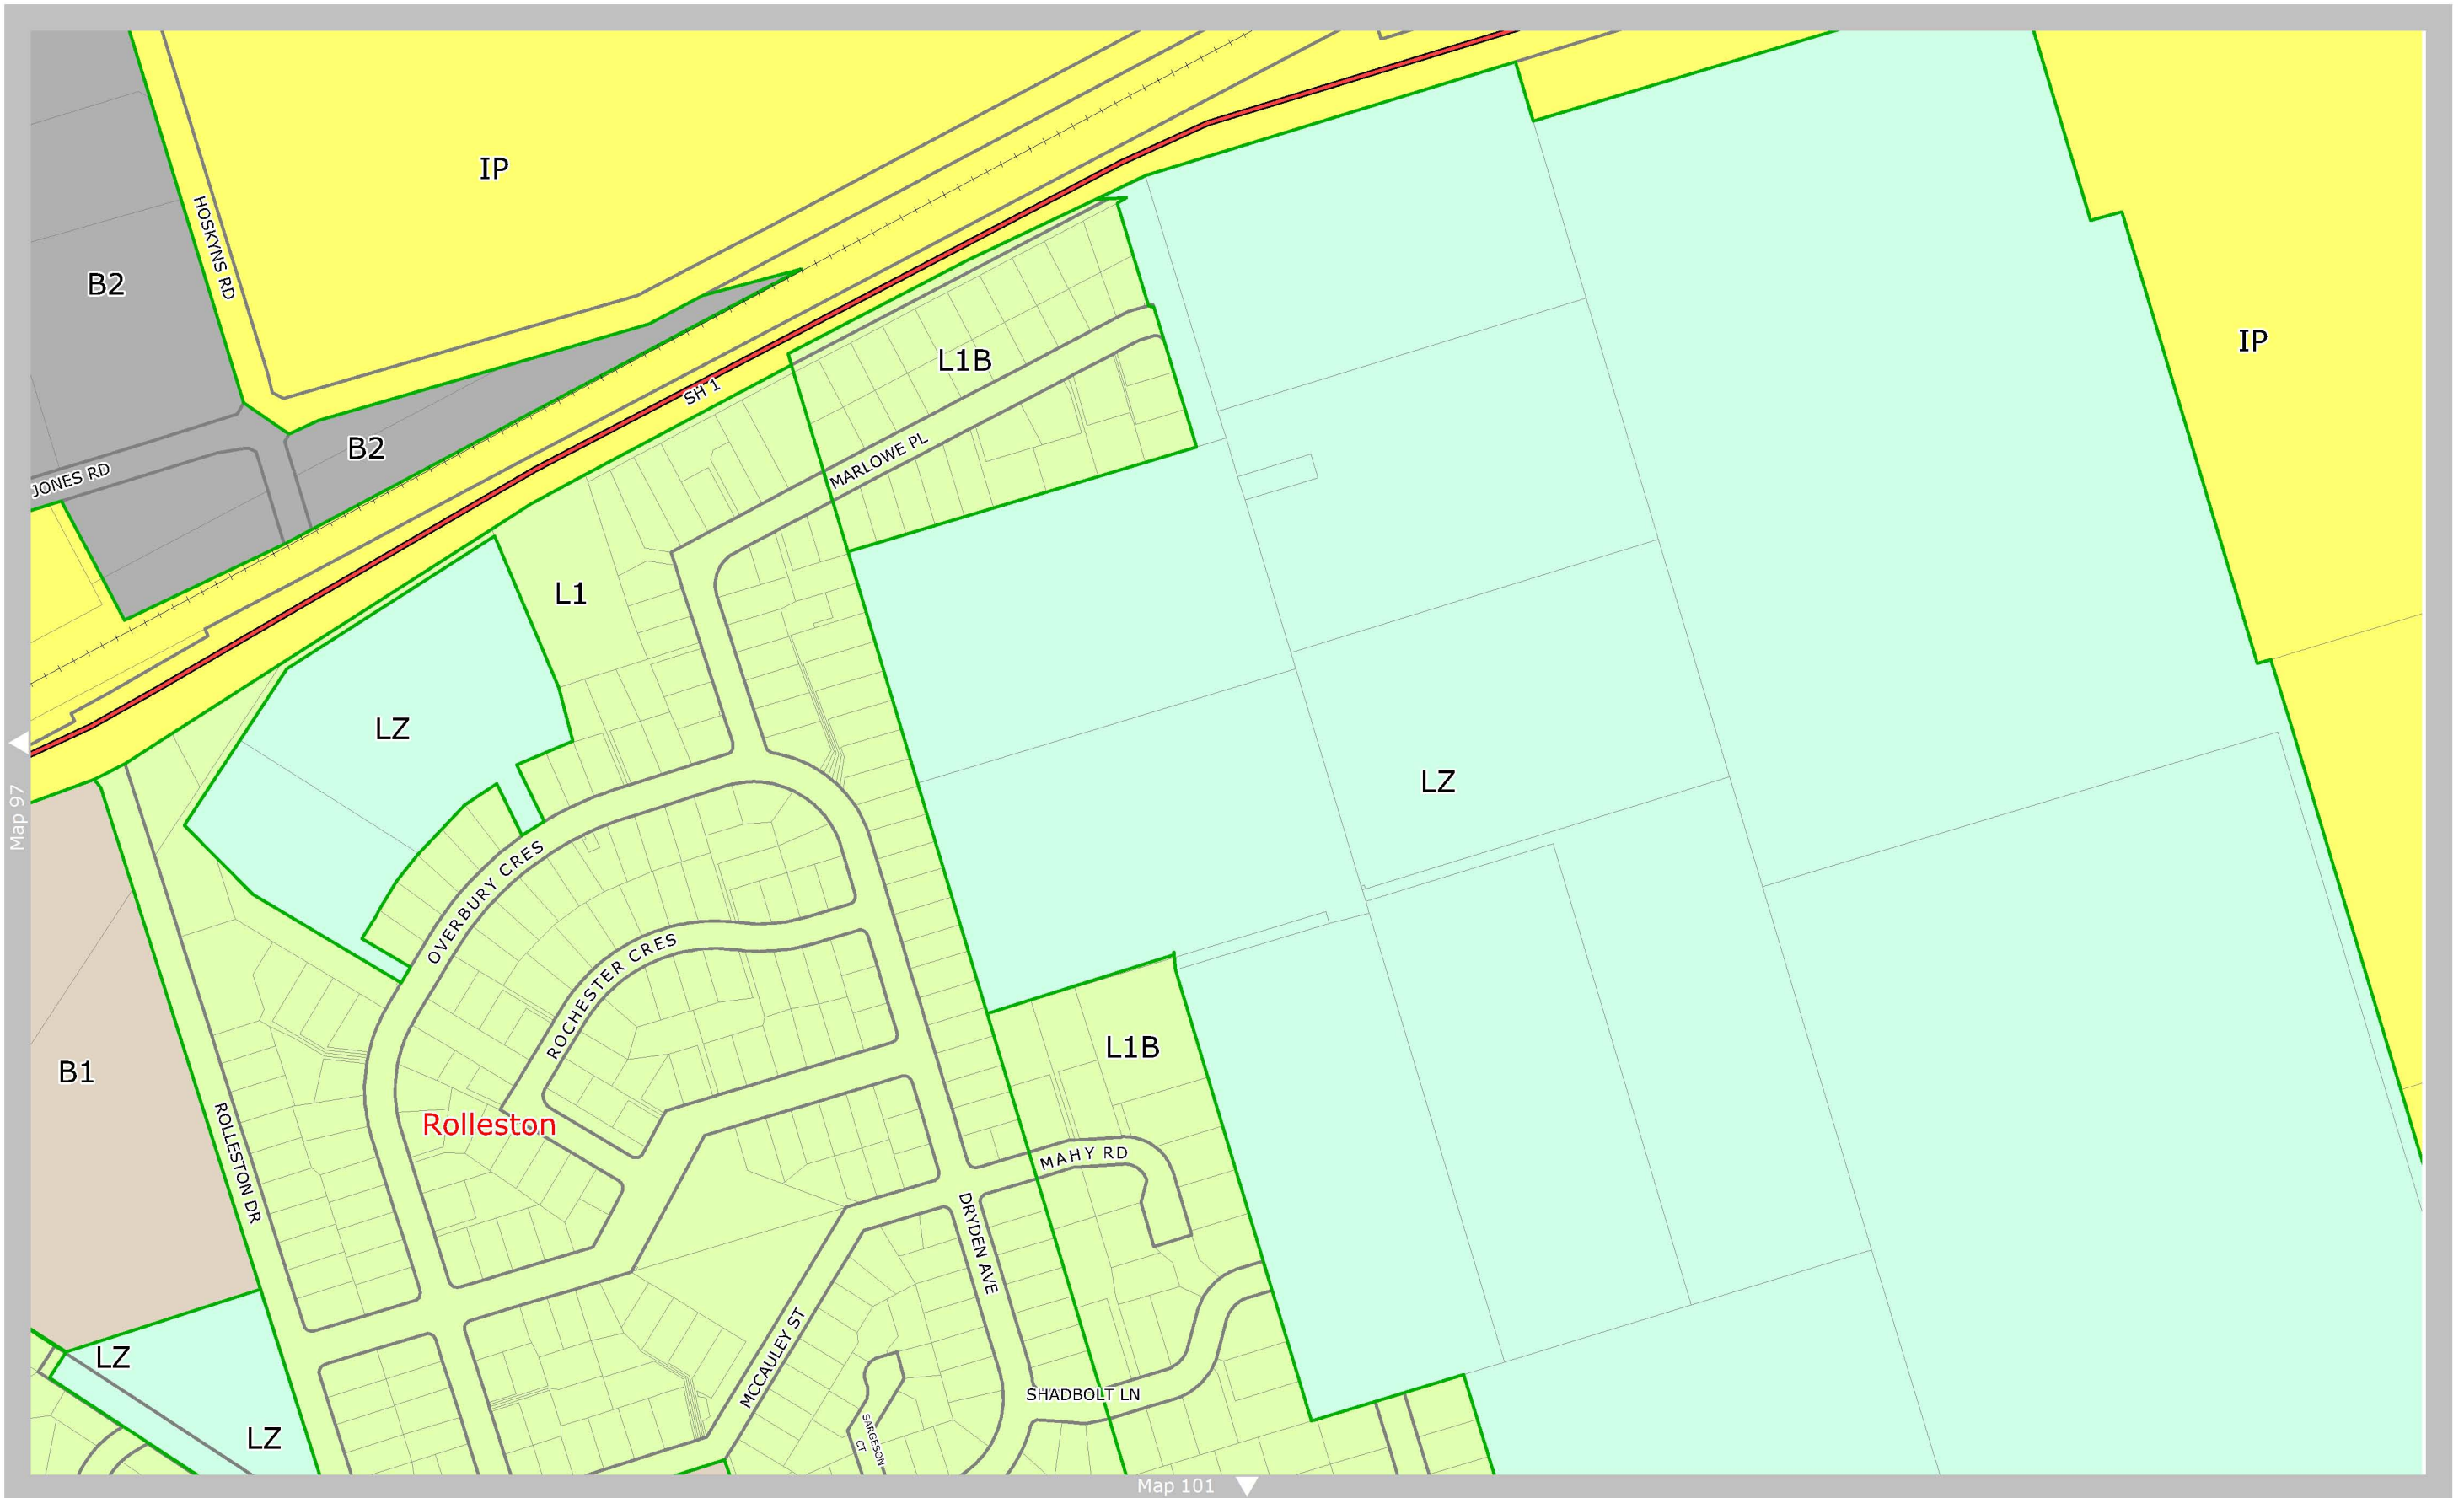 IP
HOSKYNS RD
B2
IP
L1B
SH 1
B2
MARLOWE PL
JONES RD
L1
LZ
LZ
Map 97
OVERBURY CRES
ROCHESTER CRES
L1B
B1
Rolleston
ROLLESTON DR
MAHY RD
DRYDEN AVE
MCCAULEY ST
LZ
SHADBOLT LN
LZ
SARGESON
CT
Map 101